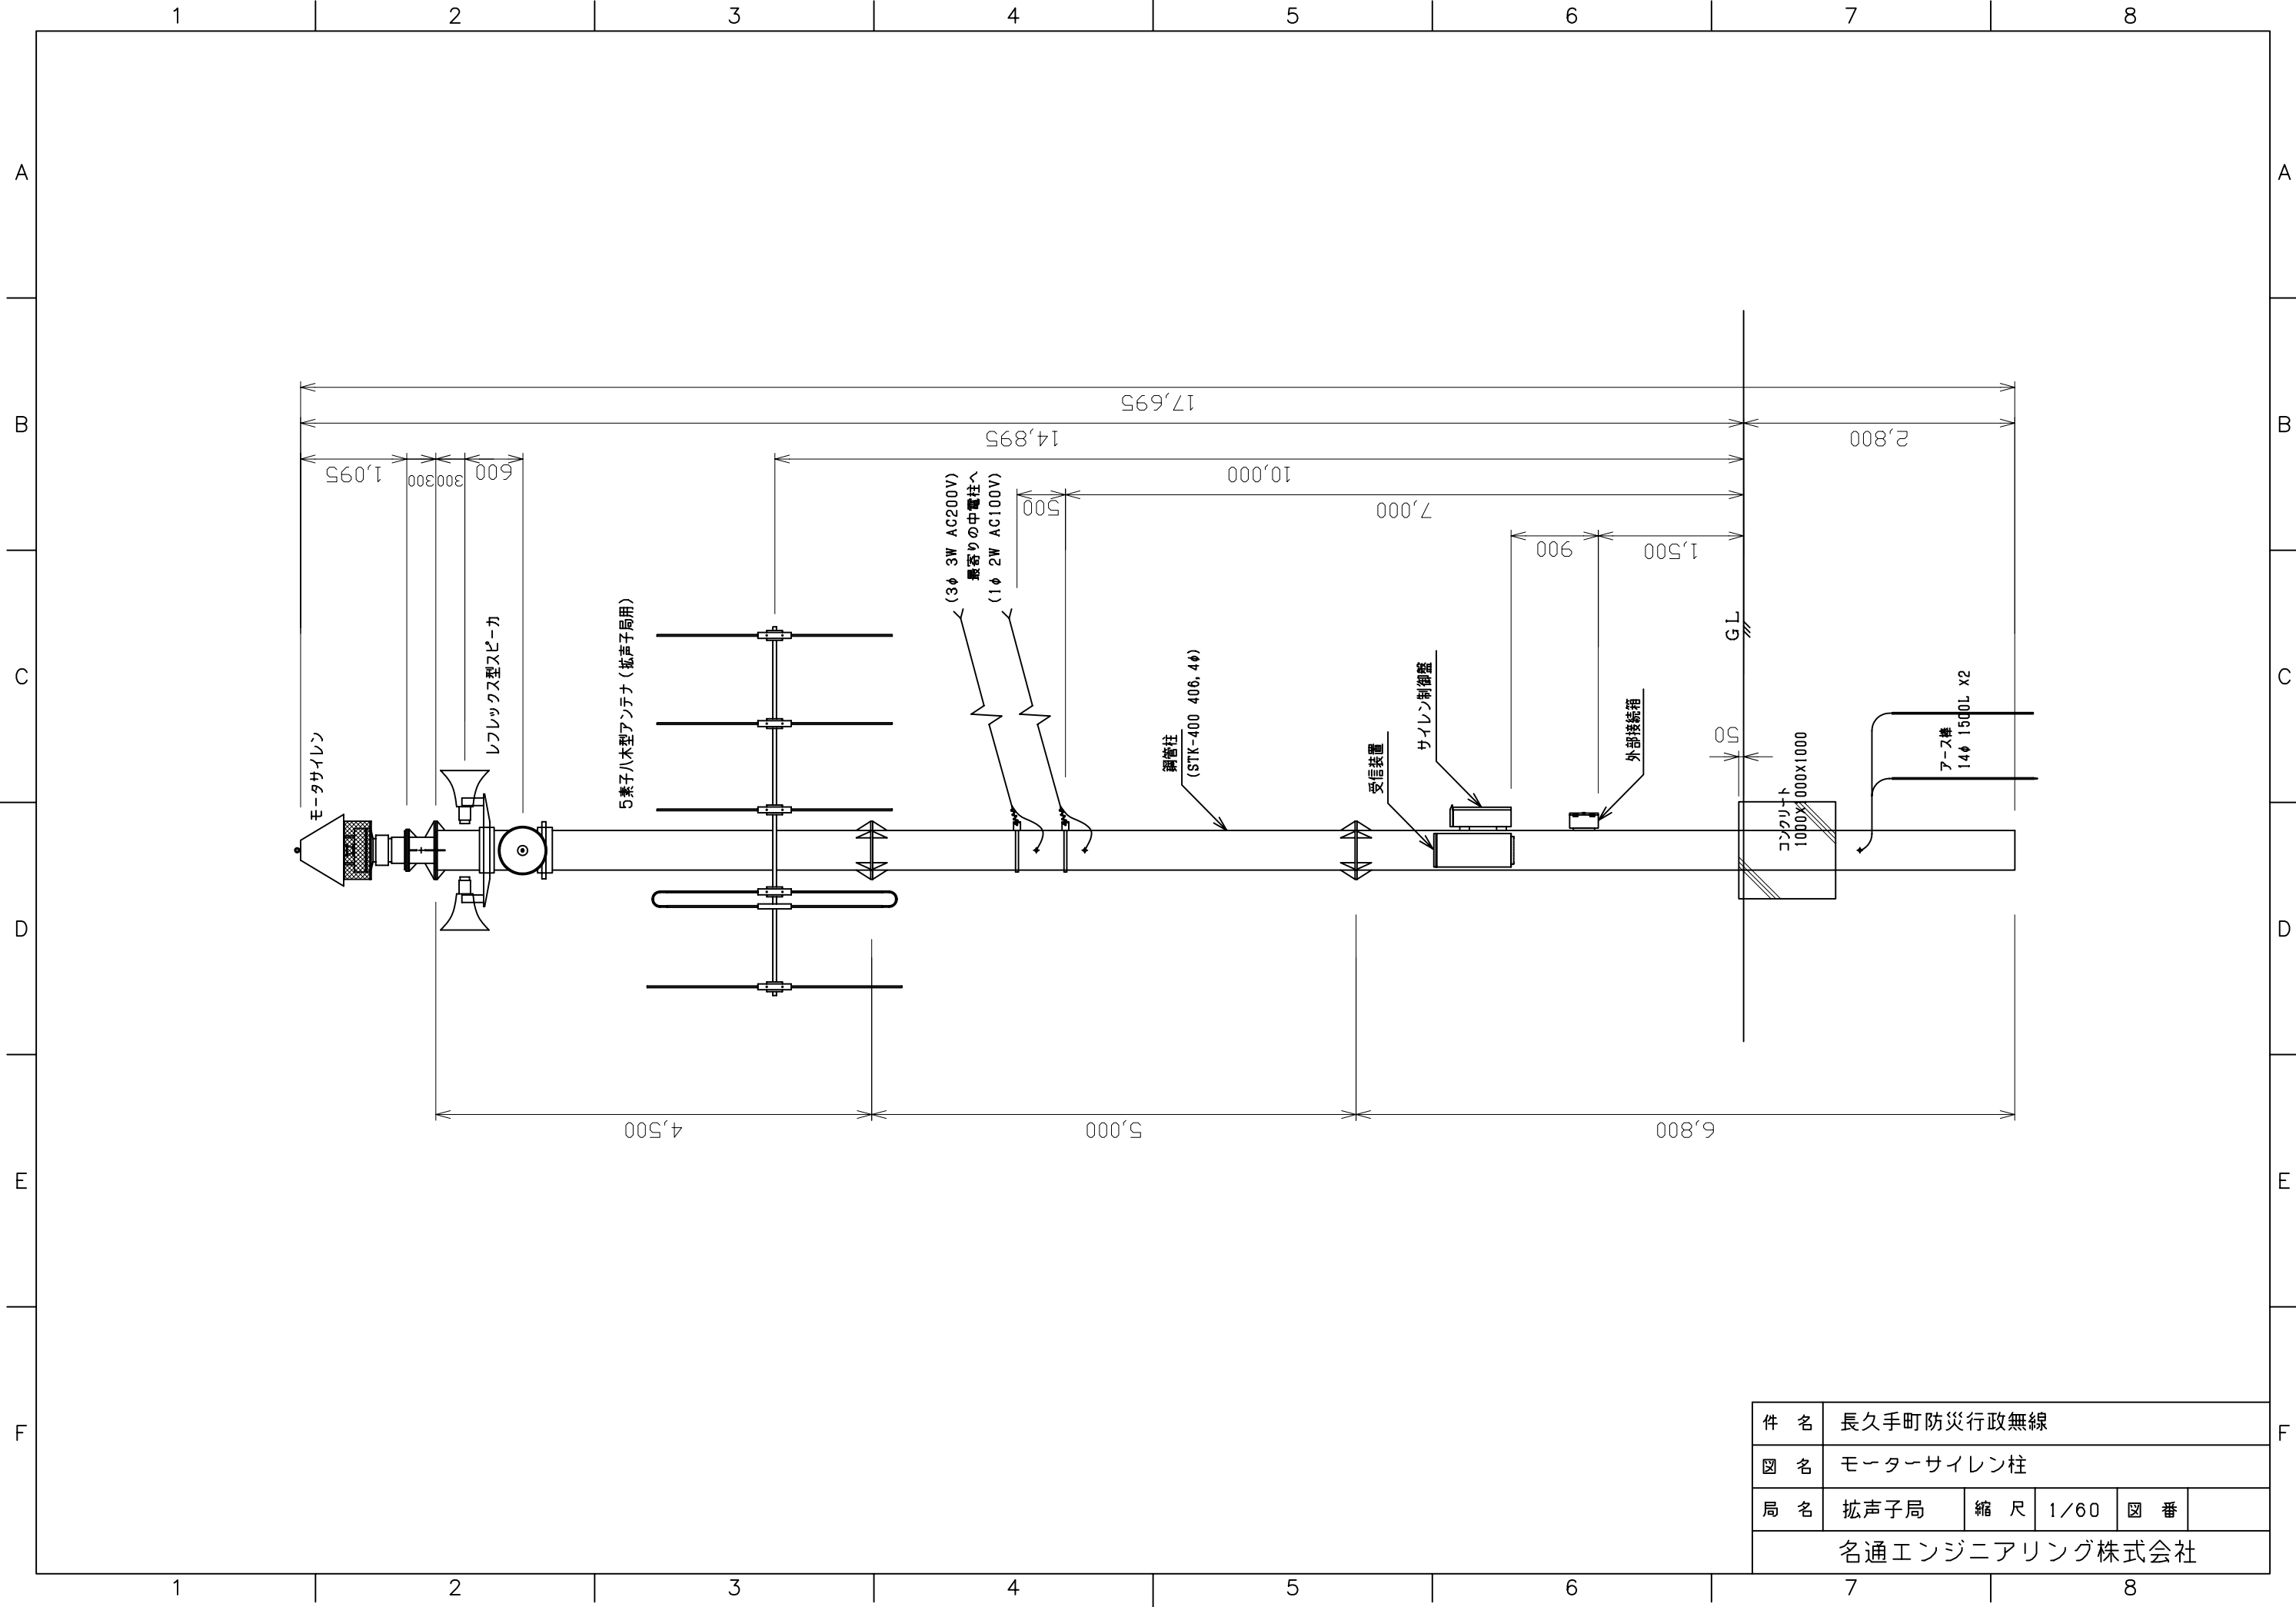 1 2 3 4 5 6 7 8
A A
B B
C C
D D
E E
F F
17,695
14,895
2,800
1,095
300
300
600
10,000
500
7,000
900
1,500
50
モータサイレン
レフレックス型スピーカ
5素子八木型アンテナ(拡声子局用)
(3φ 3W AC200V)
最寄りの中電柱へ
(1φ 2W AC100V)
鋼管柱
(STK-400 406,4φ)
受信装置
サイレン制御盤
外部接続箱
GL
コンクリート
1000X1000X1000
アース棒
14φ 1500L X2
4,500
5,000
6,800
件 名 長久手町防災行政無線
図 名 モーターサイレン柱
局 名 拡声子局 縮 尺 1/60 図 番
名通エンジニアリング株式会社
1 2 3 4 5 6 7 8